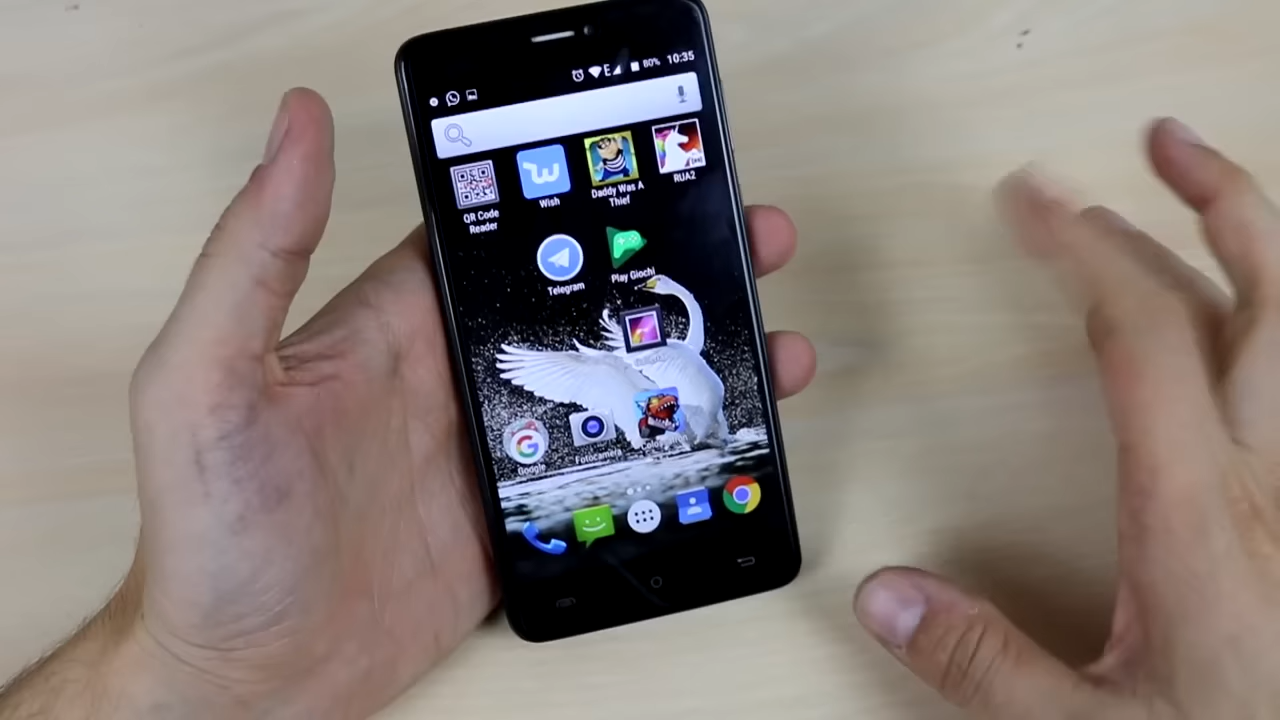 E 80% 10:35
QR Code
Reader
Wish
Daddy Was A
Thief
RUA2
Telegram
Play Giochi
Google
Fotocamera